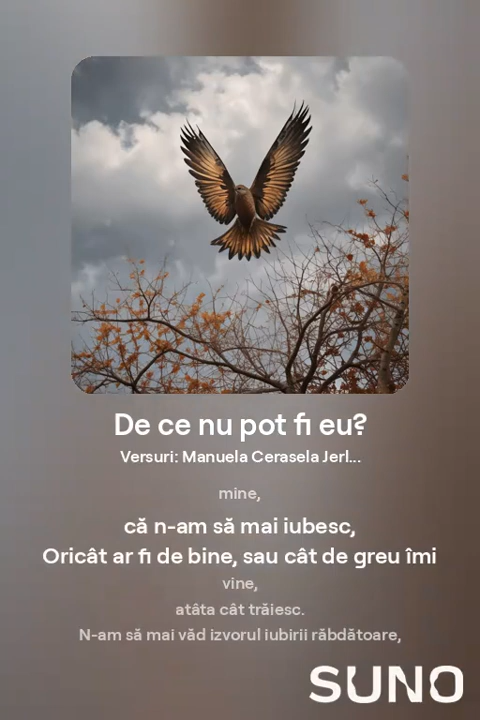 De ce nu pot fi eu?
Versuri: Manuela Cerasela Jerl...
mine,
că n-am să mai iubesc,
Oricât ar fi de bine, sau cât de greu îmi
vine,
atâta cât trăiesc.
N-am să mai văd izvorul iubirii răbdătoare,
SUNO